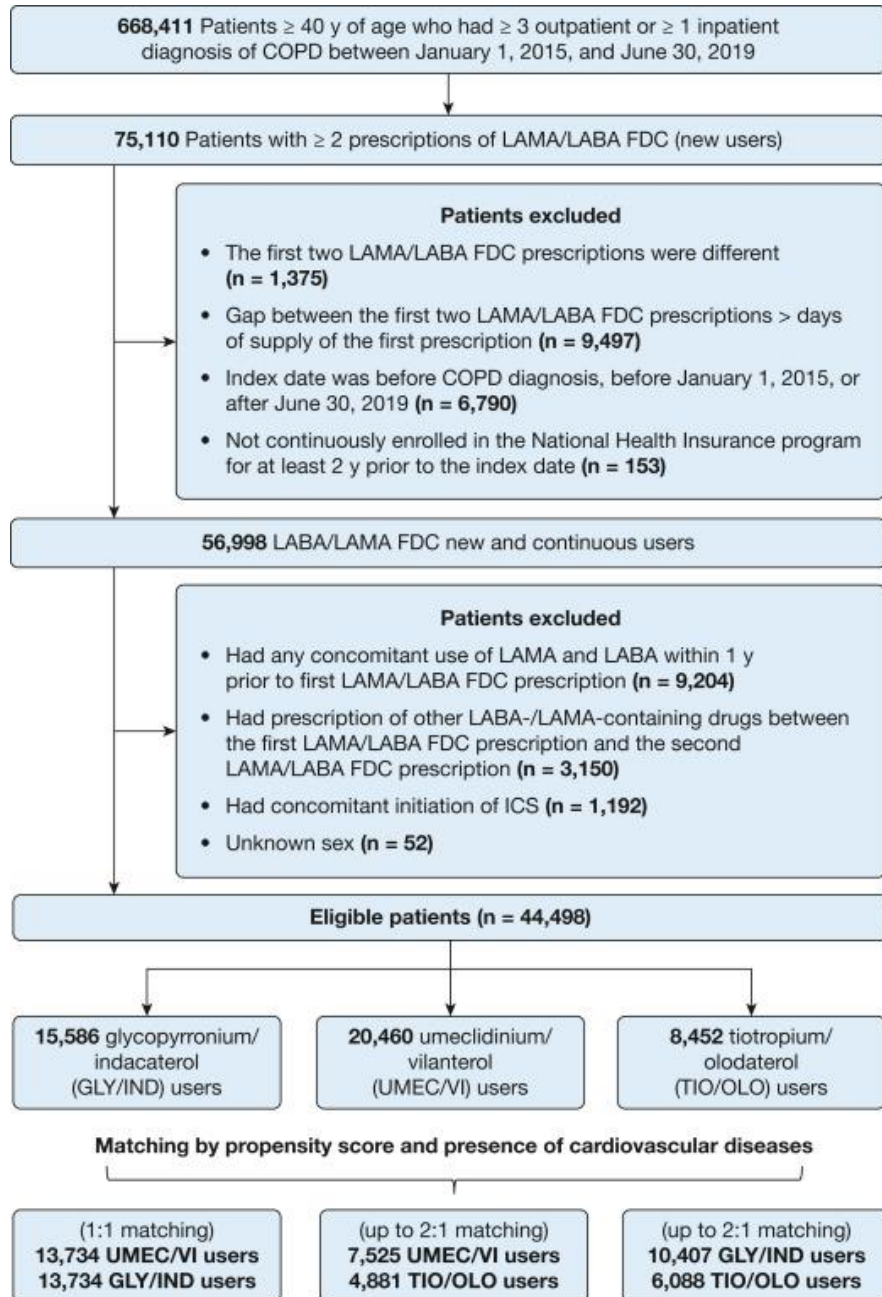 668,411 Patients ≥ 40 y of age who had ≥ 3 outpatient or ≥ 1 inpatient
diagnosis of COPD between January 1, 2015, and June 30, 2019
75,110 Patients with ≥ 2 prescriptions of LAMA/LABA FDC (new users)
Patients excluded
• The first two LAMA/LABA FDC prescriptions were different
(n = 1,375)
• Gap between the first two LAMA/LABA FDC prescriptions > days
of supply of the first prescription (n = 9,497)
• Index date was before COPD diagnosis, before January 1, 2015, or
after June 30, 2019 (n = 6,790)
• Not continuously enrolled in the National Health Insurance program
for at least 2 y prior to the index date (n = 153)
56,998 LABA/LAMA FDC new and continuous users
Patients excluded
• Had any concomitant use of LAMA and LABA within 1 y
prior to first LAMA/LABA FDC prescription (n = 9,204)
• Had prescription of other LABA-/LAMA-containing drugs between
the first LAMA/LABA FDC prescription and the second
LAMA/LABA FDC prescription (n = 3,150)
• Had concomitant initiation of ICS (n = 1,192)
• Unknown sex (n = 52)
Eligible patients (n = 44,498)
15,586 glycopyrronium/
indacaterol
(GLY/IND) users
20,460 umeclidinium/
vilanterol
(UMEC/VI) users
8,452 tiotropium/
olodaterol
(TIO/OLO) users
Matching by propensity score and presence of cardiovascular diseases
(1:1 matching)
13,734 UMEC/VI users
13,734 GLY/IND users
(up to 2:1 matching)
7,525 UMEC/VI users
4,881 TIO/OLO users
(up to 2:1 matching)
10,407 GLY/IND users
6,088 TIO/OLO users